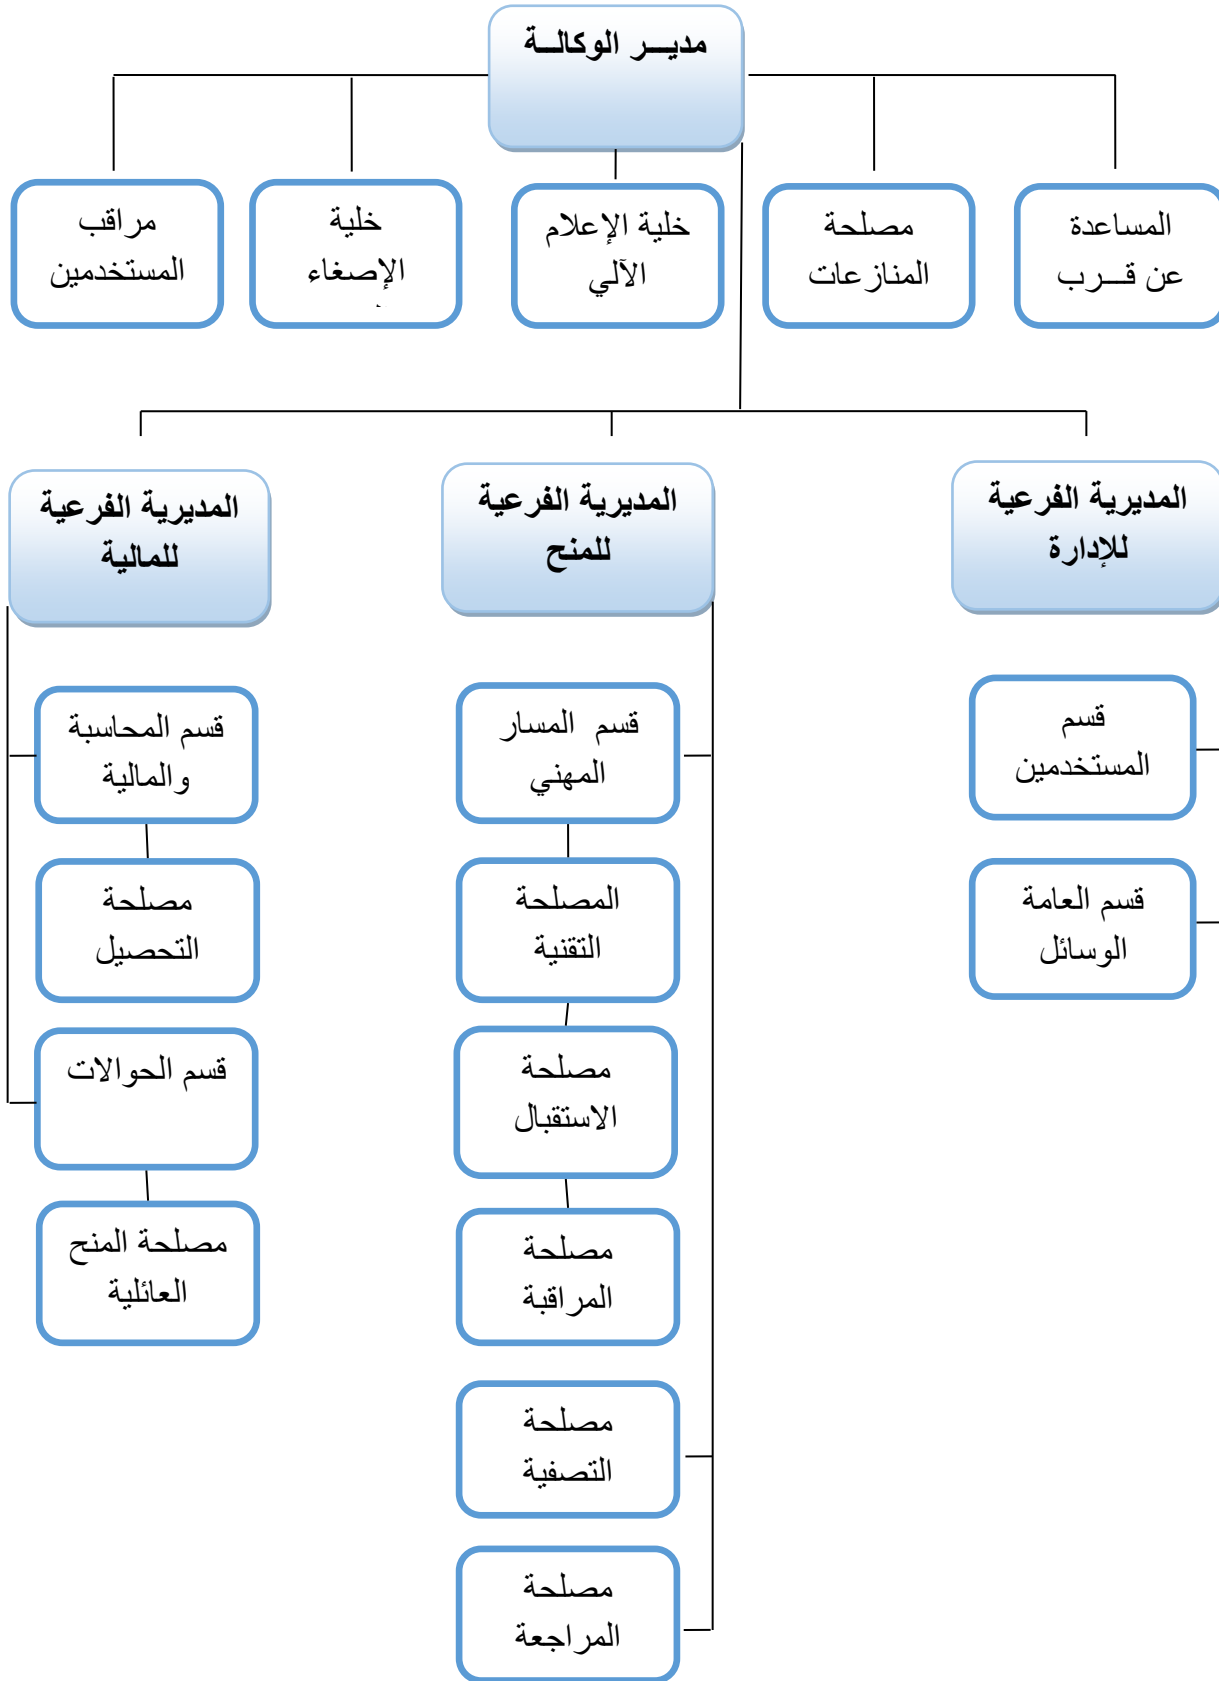 مديـــر الوكالــة
المساعدة
عن قـــرب
مصلحة
المنازعات
خلية الإعلام
الآلي
خلية
الإصغاء
مراقب
المستخدمين
المديرية الفرعية
للإدارة
المديرية الفرعية
للمنح
المديرية الفرعية
للمالية
قسم
المستخدمين
قسم العامة
الوسائل
قسم المسار
المهني
المصلحة
التقنية
مصلحة
الاستقبال
مصلحة
المراقبة
مصلحة
التصفية
مصلحة
المراجعة
قسم المحاسبة
والمالية
مصلحة
التحصيل
قسم الحوالات
مصلحة المنح
العائلية